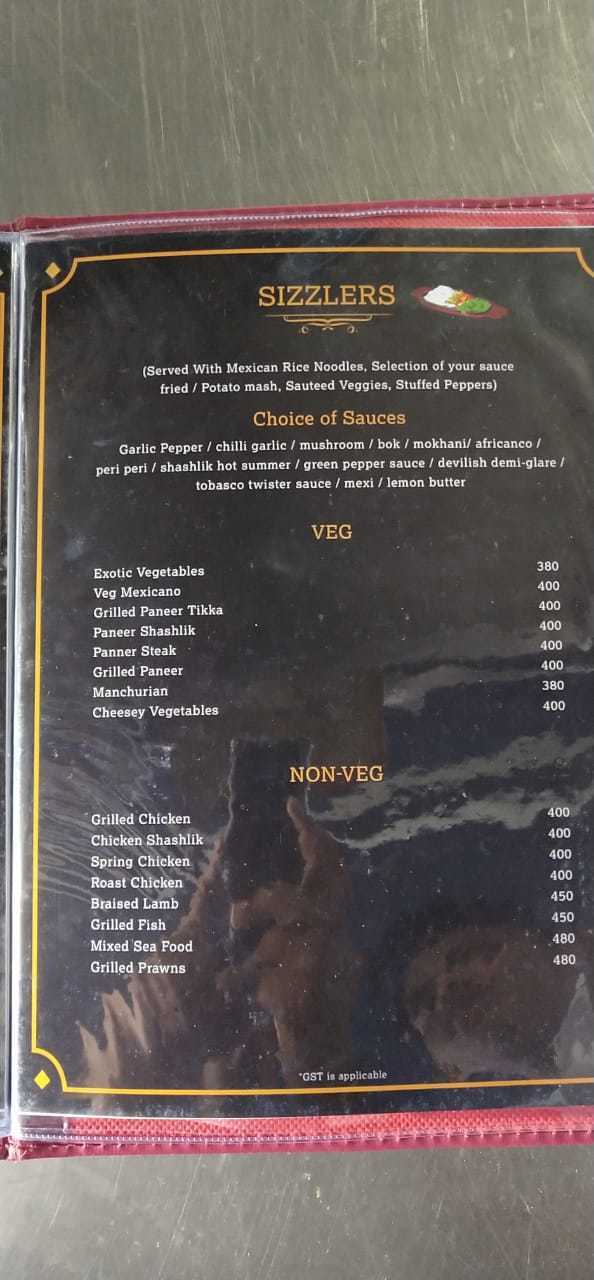 SIZZLERS
(Served With Mexican Rice Noodles, Selection of your sauce
fried / Potato mash, Sauteed Veggies, Stuffed Peppers)
Choice of Sauces
Garlic Pepper / chilli garlic / mushroom / bok / mokhani/ africanco /
peri peri / shashlik hot summer / green pepper sauce / devilish demi-glare /
tobasco twister sauce / mexi / lemon butter
VEG
Exotic Vegetables 380
Veg Mexicano 400
Grilled Paneer Tikka 400
Paneer Shashlik 400
Panner Steak 400
Grilled Paneer 400
Manchurian 380
Cheesey Vegetables 400
NON-VEG
Grilled Chicken 400
Chicken Shashlik 400
Spring Chicken 400
Roast Chicken 400
Braised Lamb 450
Grilled Fish 450
Mixed Sea Food 480
Grilled Prawns 480
*GST is applicable